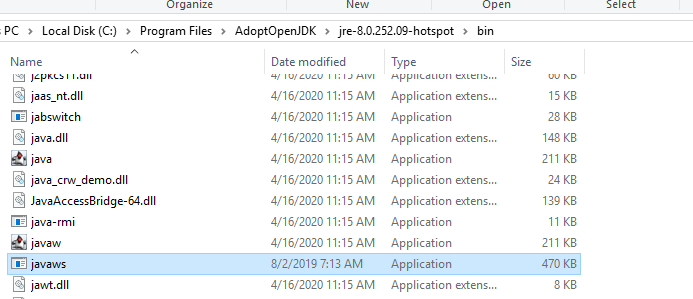 Organize New Open Select
s PC > Local Disk (C:) > Program Files > AdoptOpenJDK > jre-8.0.252.09-hotspot > bin
Name Date modified Type Size
j2pkcs11.dll 4/16/2020 11:15 AM Application extens... 60 KB
jaas_nt.dll 4/16/2020 11:15 AM Application extens... 15 KB
jabswitch 4/16/2020 11:15 AM Application 28 KB
java.dll 4/16/2020 11:15 AM Application extens... 148 KB
java 4/16/2020 11:15 AM Application 211 KB
java_crw_demo.dll 4/16/2020 11:15 AM Application extens... 24 KB
JavaAccessBridge-64.dll 4/16/2020 11:15 AM Application extens... 139 KB
java-rmi 4/16/2020 11:15 AM Application 11 KB
javaw 4/16/2020 11:15 AM Application 211 KB
javaws 8/2/2019 7:13 AM Application 470 KB
jawt.dll 4/16/2020 11:15 AM Application extens... 8 KB